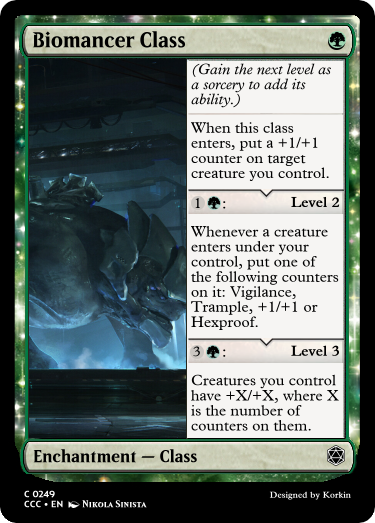 Biomancer Class
(Gain the next level as
a sorcery to add its
ability.)
When this class
enters, put a +1/+1
counter on target
creature you control.
1 : Level 2
Whenever a creature
enters under your
control, put one of
the following counters
on it: Vigilance,
Trample, +1/+1 or
Hexproof.
3 : Level 3
Creatures you control
have +X/+X, where X
is the number of
counters on them.
Enchantment — Class
C 0249
CCC • EN Nikola Sinista
Designed by Korkin